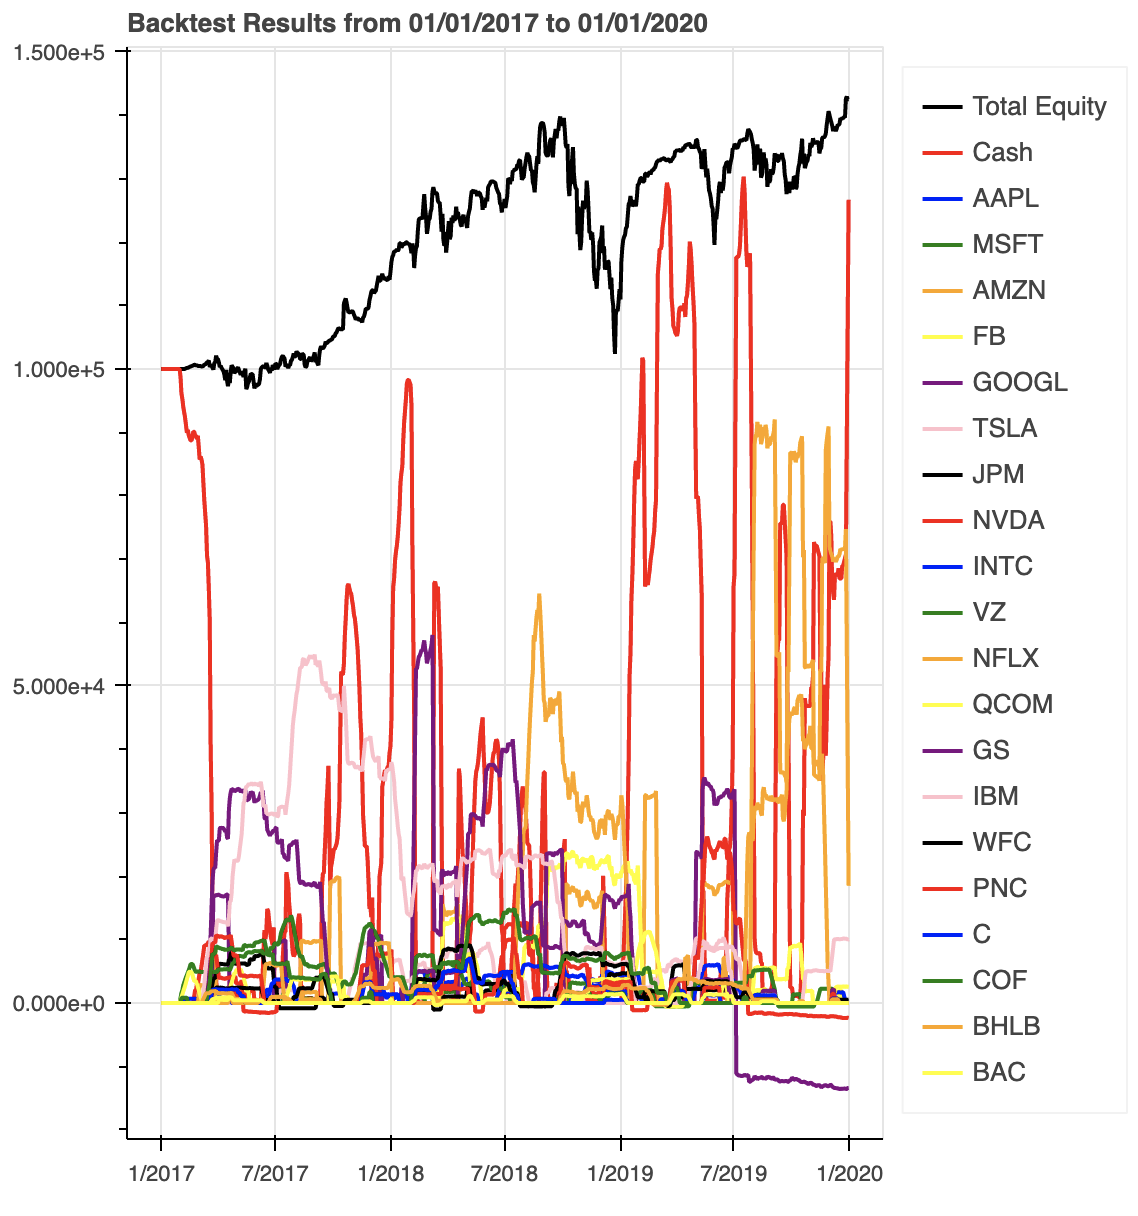 Backtest Results from 01/01/2017 to 01/01/2020
1.500e+5
1.000e+5
5.000e+4
0.000e+0
1/2017
7/2017
1/2018
7/2018
1/2019
7/2019
1/2020
Total Equity
Cash
AAPL
MSFT
AMZN
FB
GOOGL
TSLA
JPM
NVDA
INTC
VZ
NFLX
QCOM
GS
IBM
WFC
PNC
C
COF
BHLB
BAC